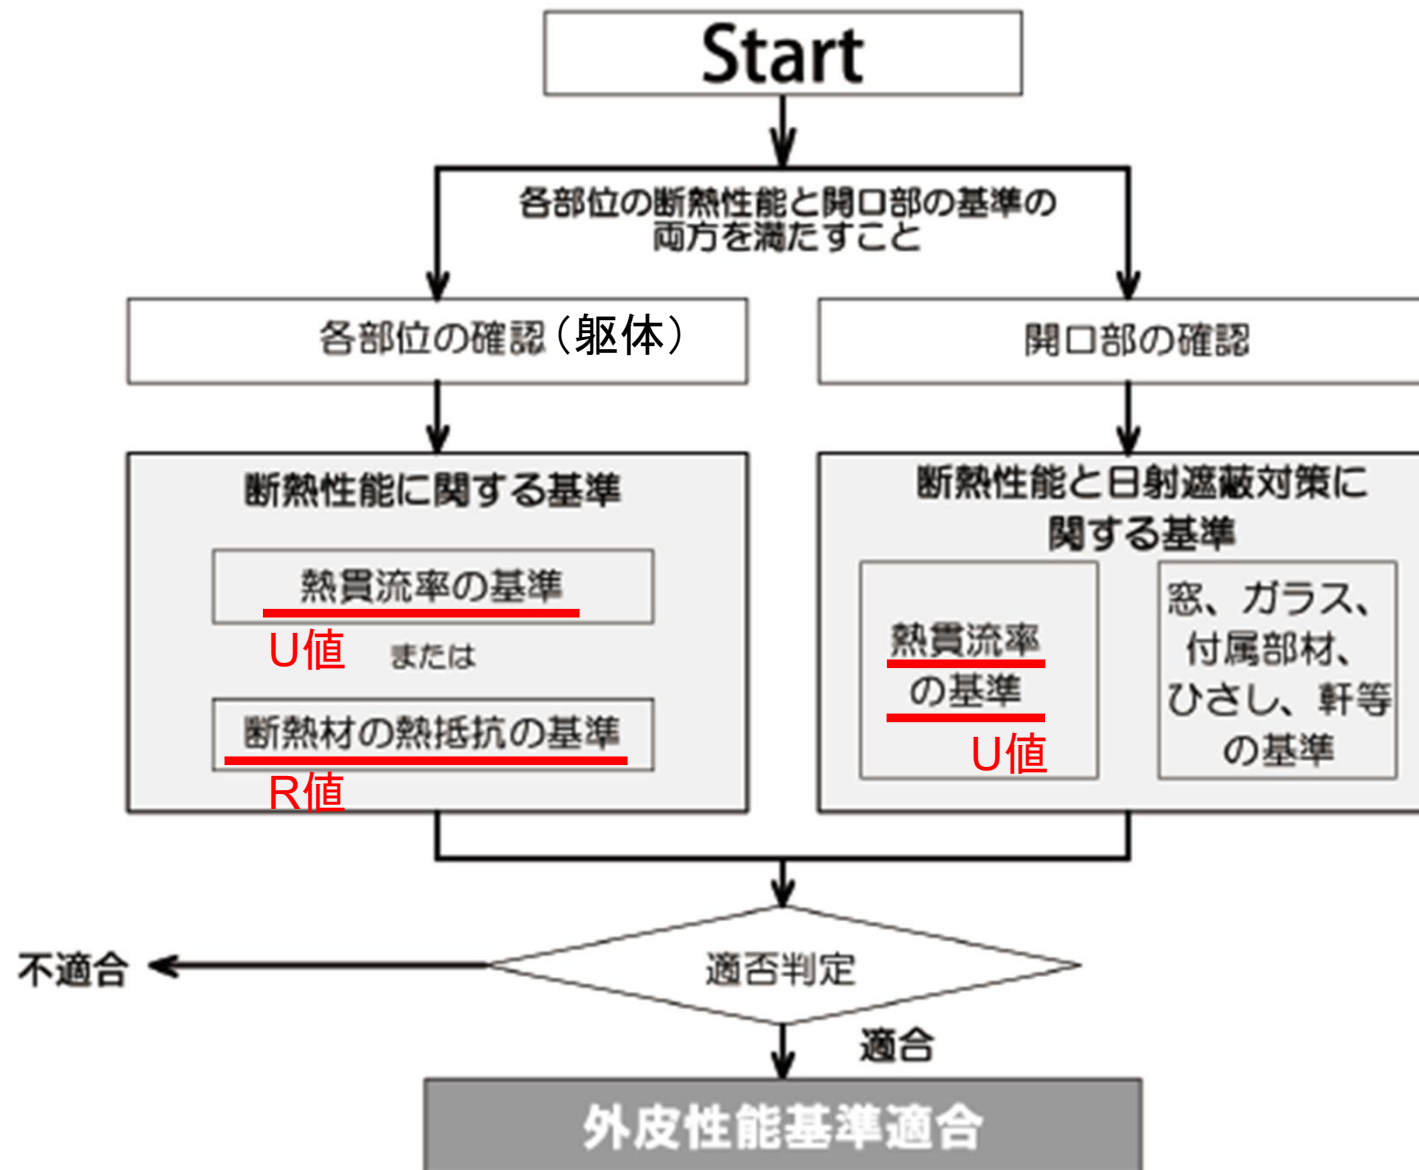 Start
各部位の断熱性能と開口部の基準の
両方を満たすこと
各部位の確認（躯体）
開口部の確認
断熱性能に関する基準
熱貫流率の基準
U値
または
断熱材の熱抵抗の基準
R値
断熱性能と日射遮蔽対策に
関する基準
熱貫流率
の基準
U値
窓、ガラス、
付属部材、
ひさし、軒等
の基準
適否判定
不適合
適合
外皮性能基準適合